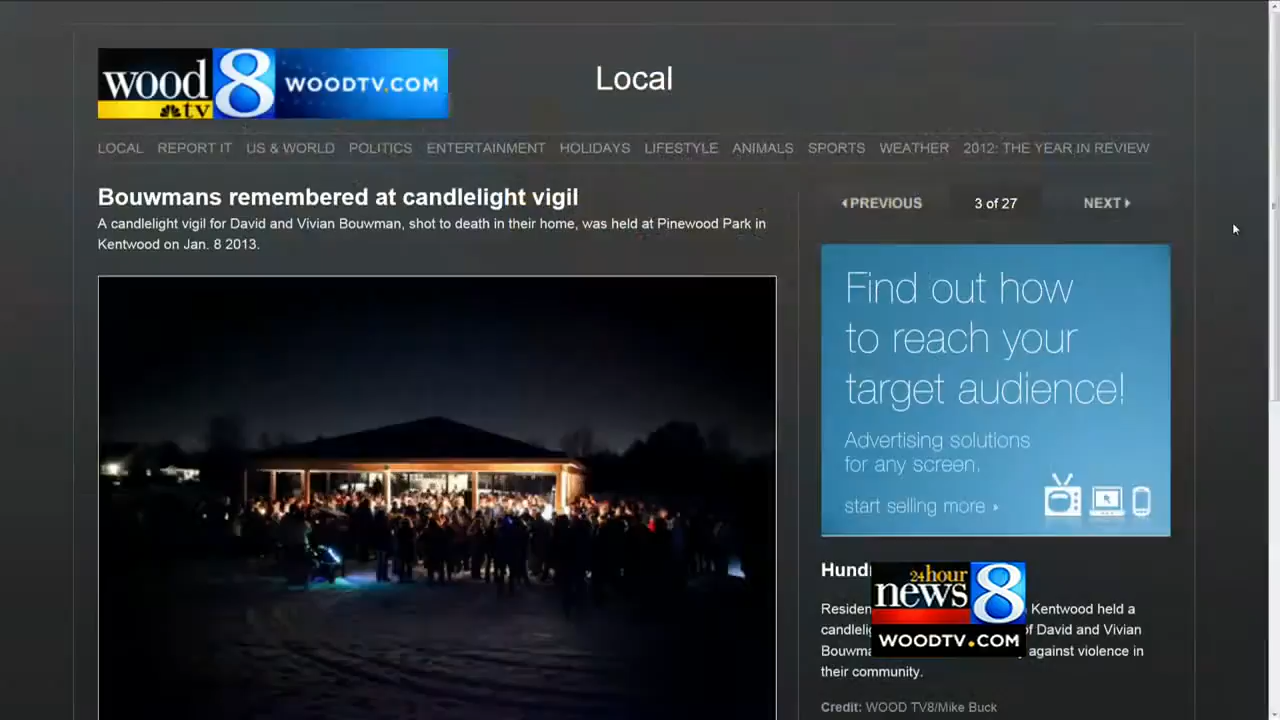 wood tv 8 WOODTV.COM
Local
LOCAL REPORT IT US & WORLD POLITICS ENTERTAINMENT HOLIDAYS LIFESTYLE ANIMALS SPORTS WEATHER 2012: THE YEAR IN REVIEW
Bouwmans remembered at candlelight vigil
A candlelight vigil for David and Vivian Bouwman, shot to death in their home, was held at Pinewood Park in
Kentwood on Jan. 8 2013.
PREVIOUS 3 of 27 NEXT
Find out how
to reach your
target audience!
Advertising solutions
for any screen.
start selling more
24hour
news 8
WOODTV.COM
Kentwood held a
of David and Vivian
against violence in
their community.
Credit: WOOD TV8/Mike Buck